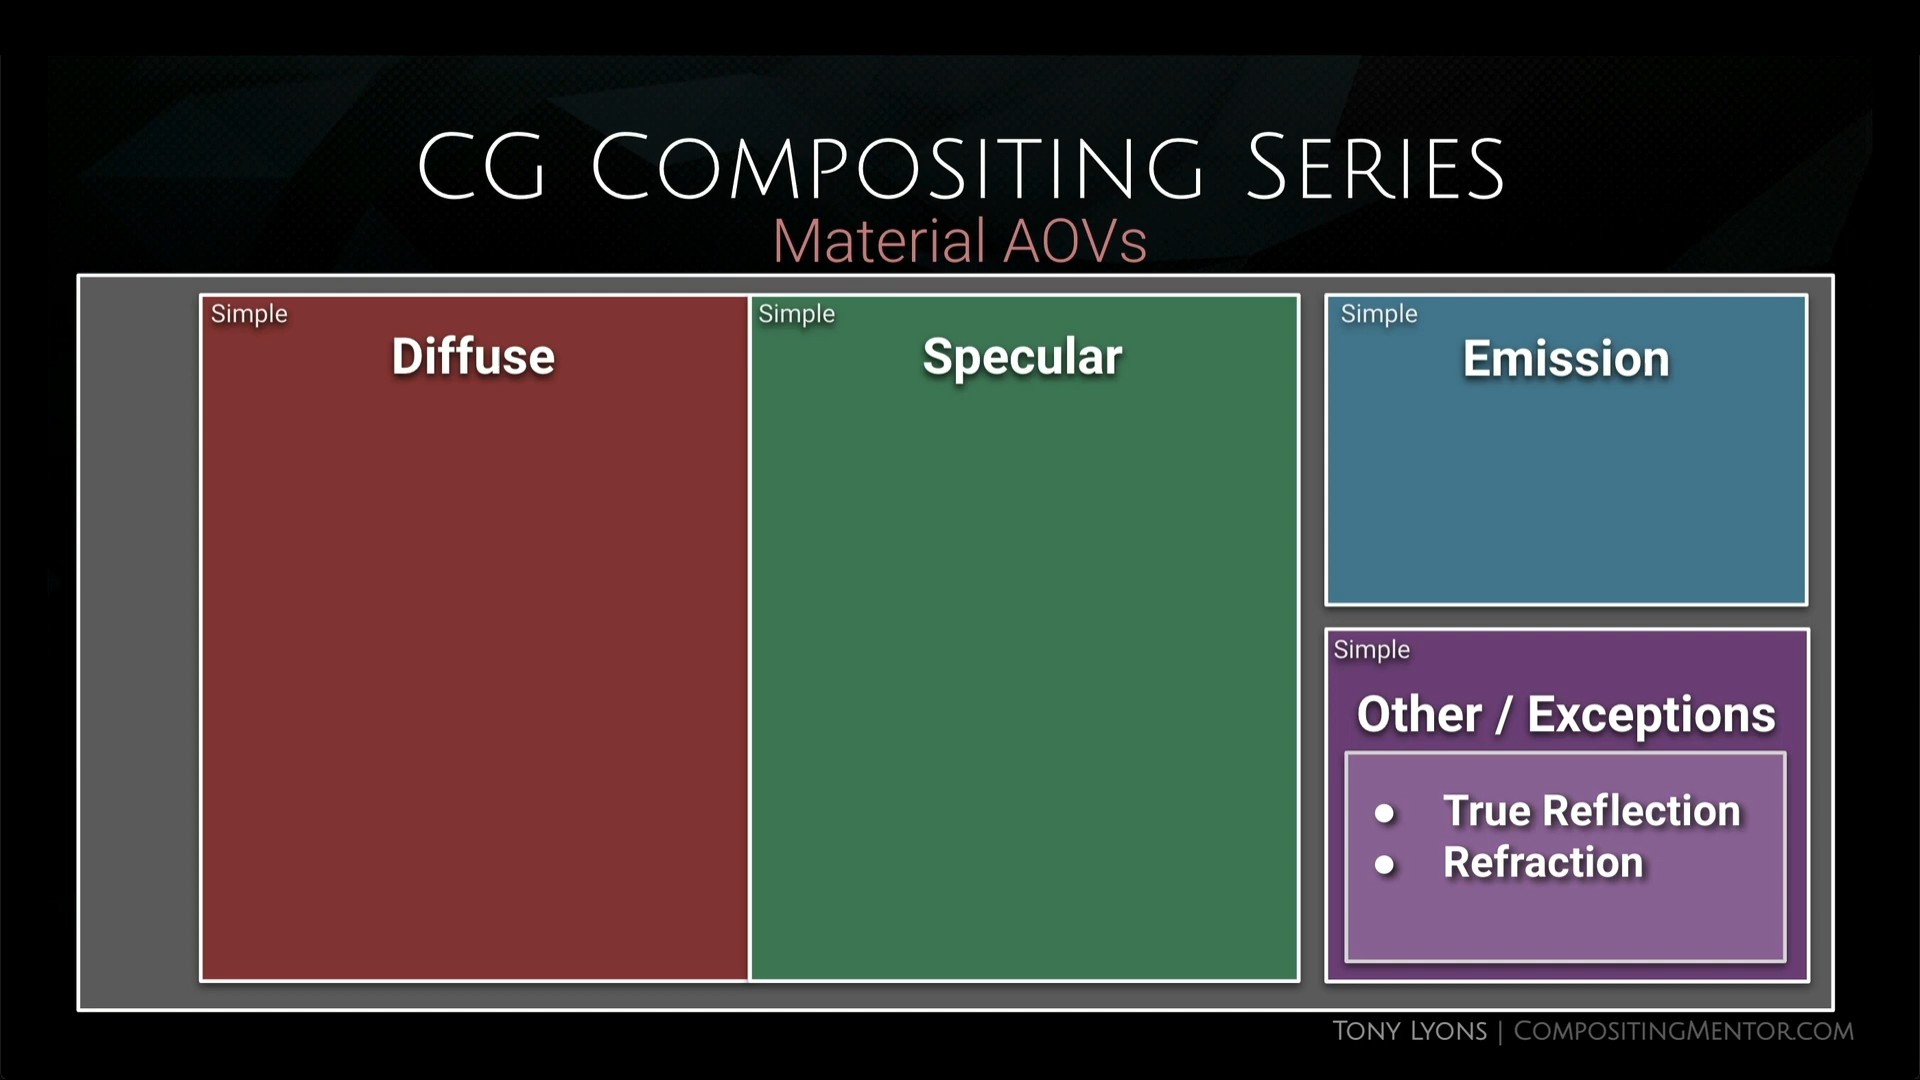 CG Compositing Series
Material AOVs
Simple
Diffuse
Simple
Specular
Simple
Emission
Simple
Other / Exceptions
● True Reflection
● Refraction
Tony Lyons | CompositingMentor.com